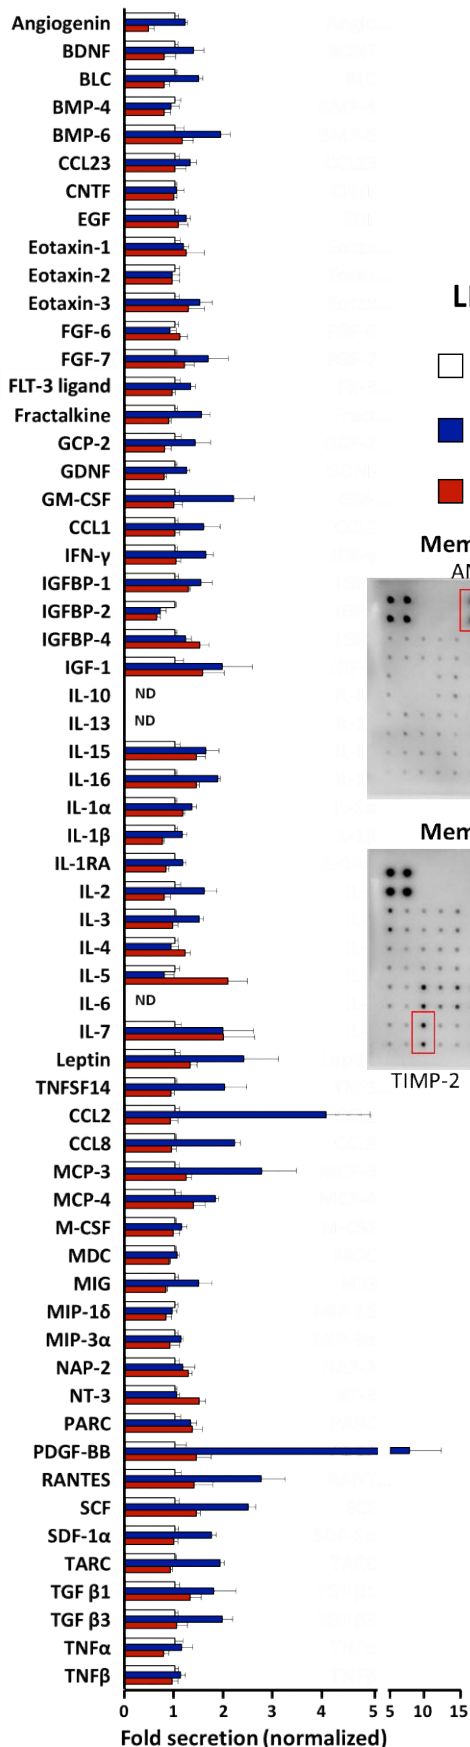 Angiogenin
BDNF
BLC
BMP-4
BMP-6
CCL23
CNTF
EGF
Eotaxin-1
Eotaxin-2
Eotaxin-3
FGF-6
FGF-7
FLT-3 ligand
Fractalkine
GCP-2
GDNF
GM-CSF
CCL1
IFN-γ
IGFBP-1
IGFBP-2
IGFBP-4
IGF-1
IL-10 ND
IL-13 ND
IL-15
IL-16
IL-1α
IL-1β
IL-1RA
IL-2
IL-3
IL-4
IL-5
IL-6 ND
IL-7
Leptin
TNFSF14
CCL2
CCL8
MCP-3
MCP-4
M-CSF
MDC
MIG
MIP-1δ
MIP-3α
NAP-2
NT-3
PARC
PDGF-BB
RANTES
SCF
SDF-1α
TARC
TGF β1
TGF β3
TNFα
TNFβ
0 1 2 3 4 5 5 10 15
Fold secretion (normalized)
Mem
Mem
TIMP-2